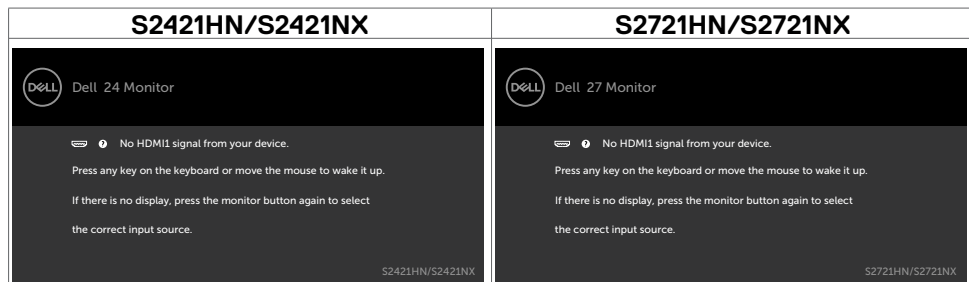 S2421HN/S2421NX
S2721HN/S2721NX
DELL
Dell 24 Monitor
No HDMI1 signal from your device.
Press any key on the keyboard or move the mouse to wake it up.
If there is no display, press the monitor button again to select
the correct input source.
S2421HN/S2421NX
DELL
Dell 27 Monitor
No HDMI1 signal from your device.
Press any key on the keyboard or move the mouse to wake it up.
If there is no display, press the monitor button again to select
the correct input source.
S2721HN/S2721NX